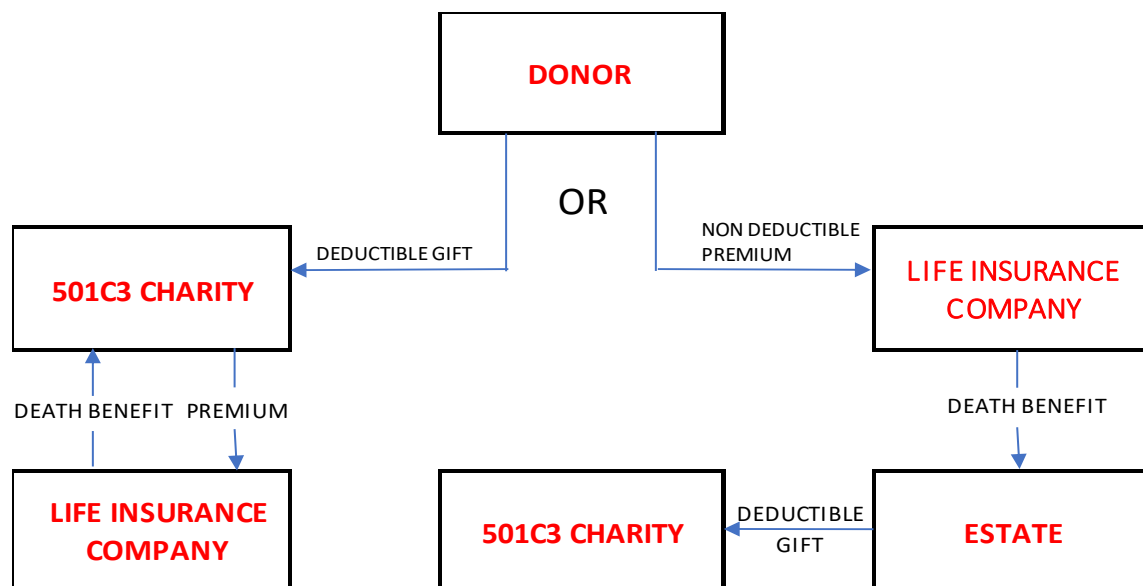 DONOR
OR
DEDUCTIBLE GIFT
NON DEDUCTIBLE
PREMIUM
501C3 CHARITY
LIFE INSURANCE
COMPANY
DEATH BENEFIT
PREMIUM
DEATH BENEFIT
LIFE INSURANCE
COMPANY
501C3 CHARITY
DEDUCTIBLE
GIFT
ESTATE